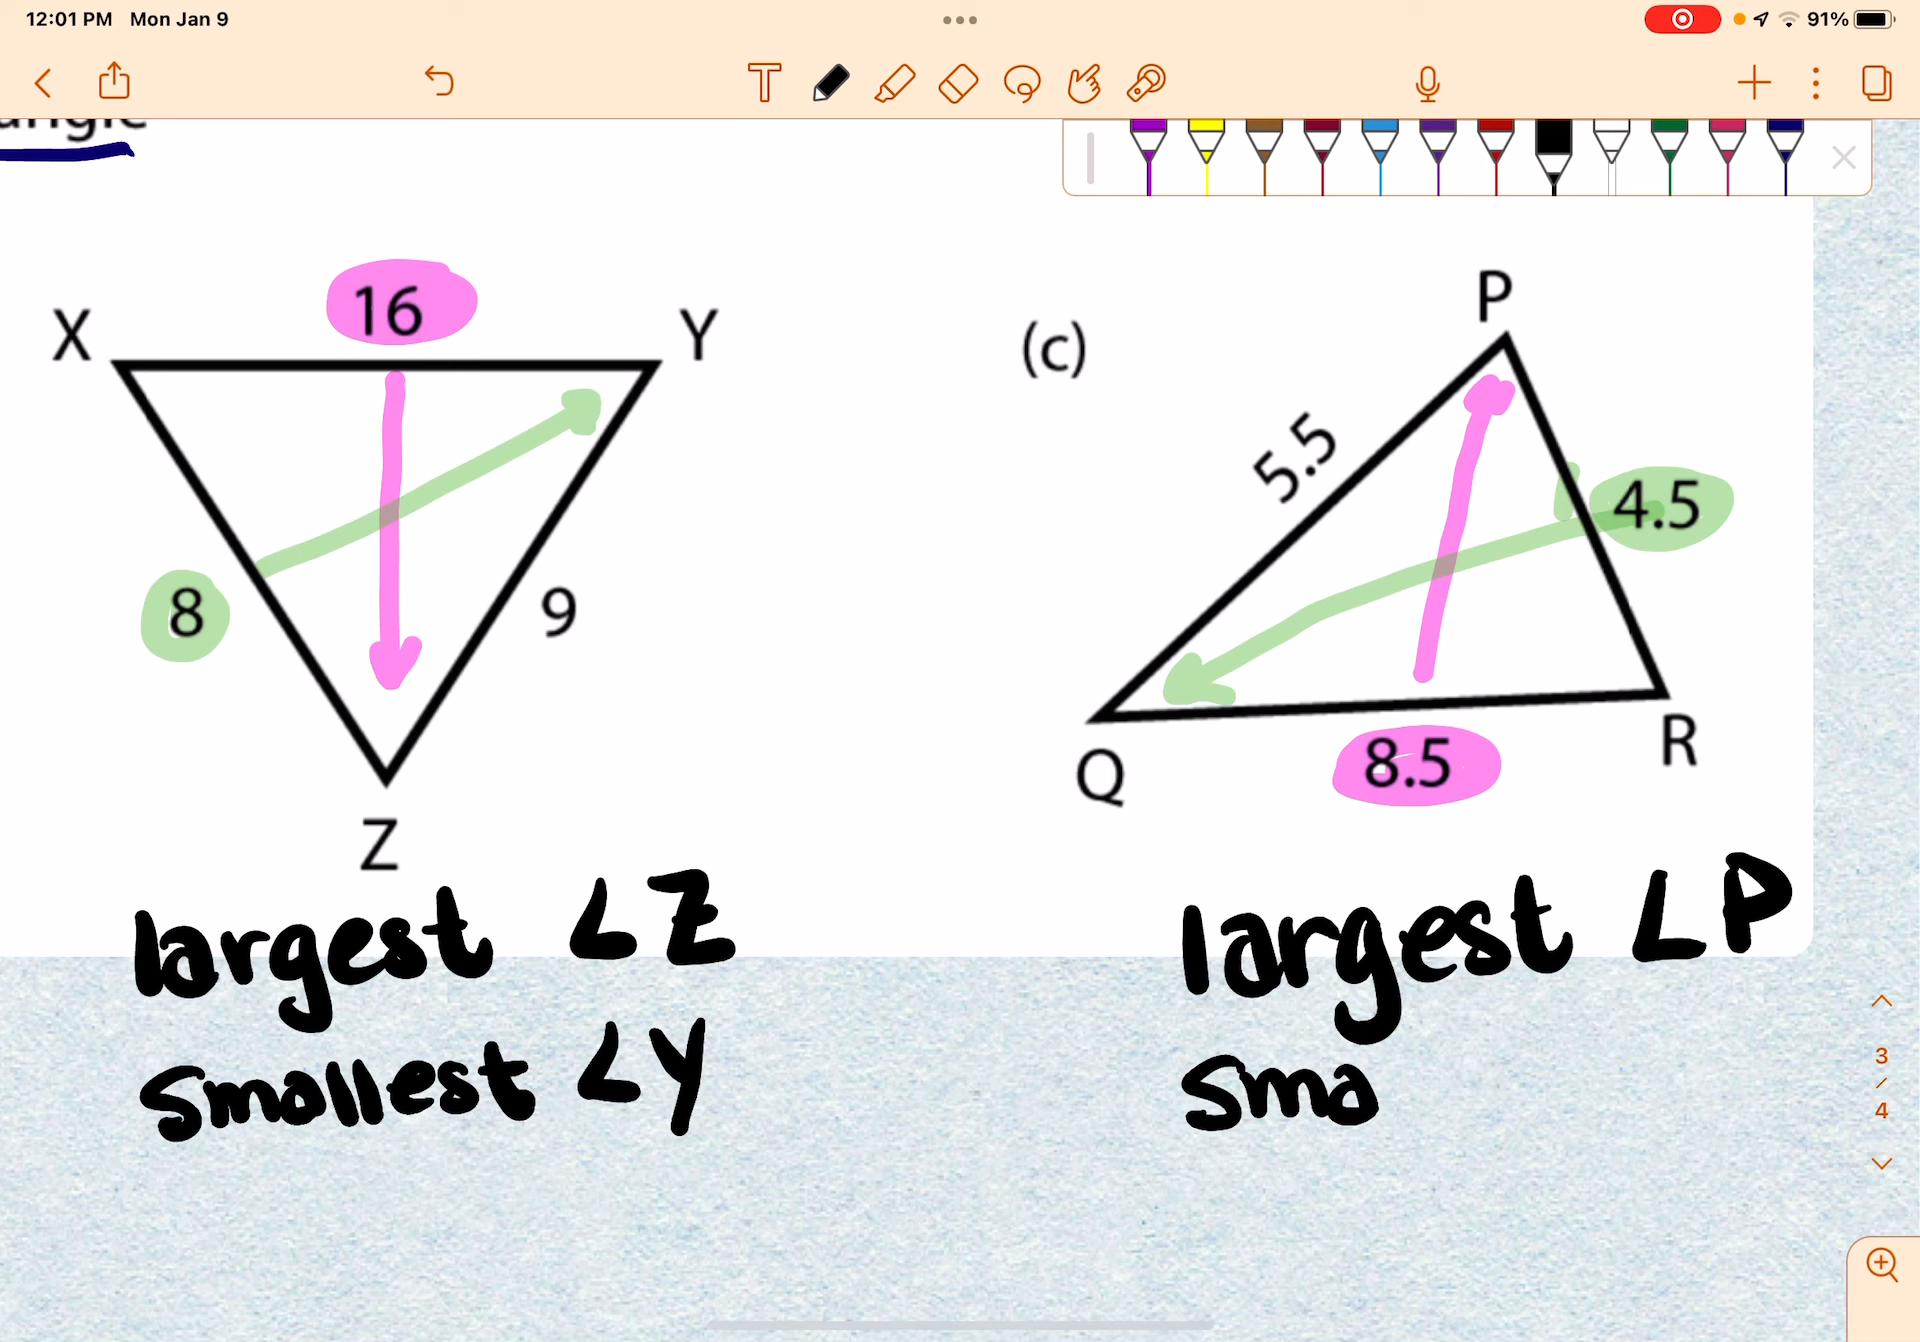 12:01 PM Mon Jan 9
91%
angle
16
X
Y
8
9
Z
(c)
P
5.5
4.5
Q
8.5
R
largest ∠Z
Smallest ∠Y
largest ∠P
Sma
3
/
4